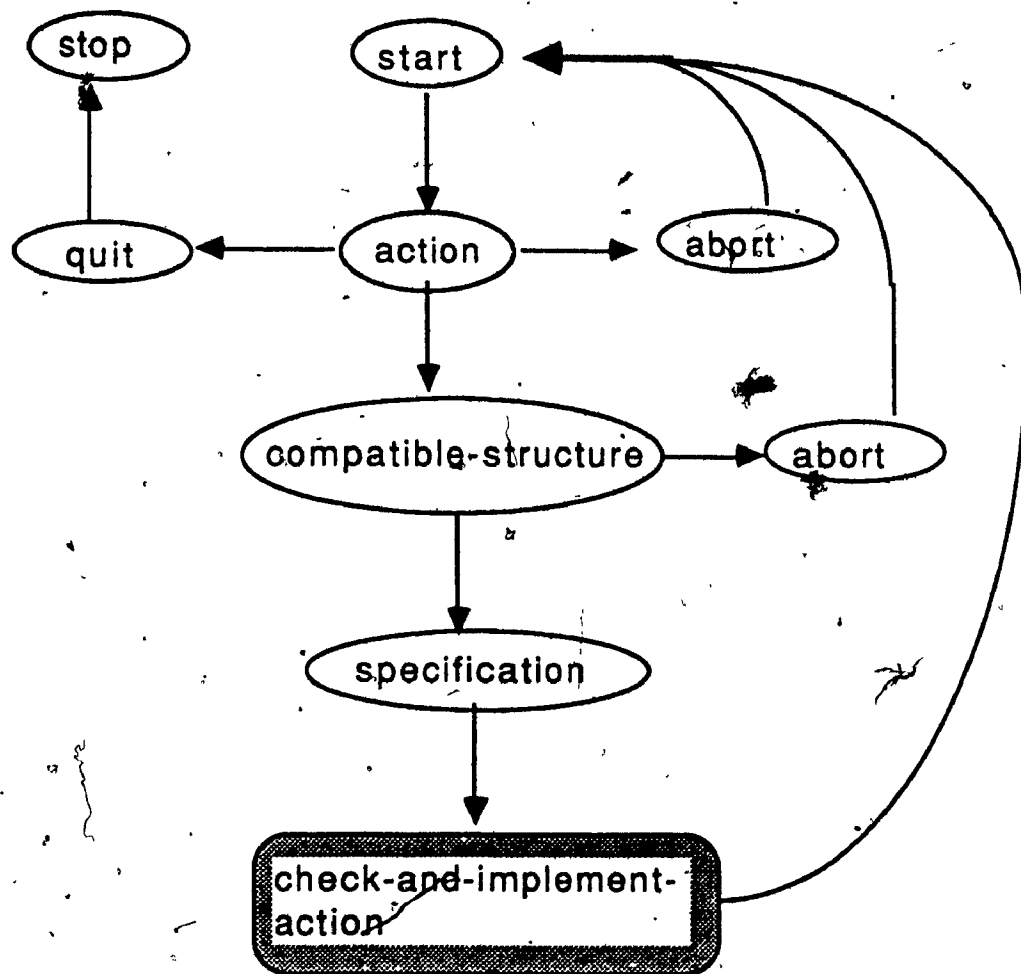 stop
start
quit
action
abort
compatible-structure
abort
specification
check-and-implement-
action